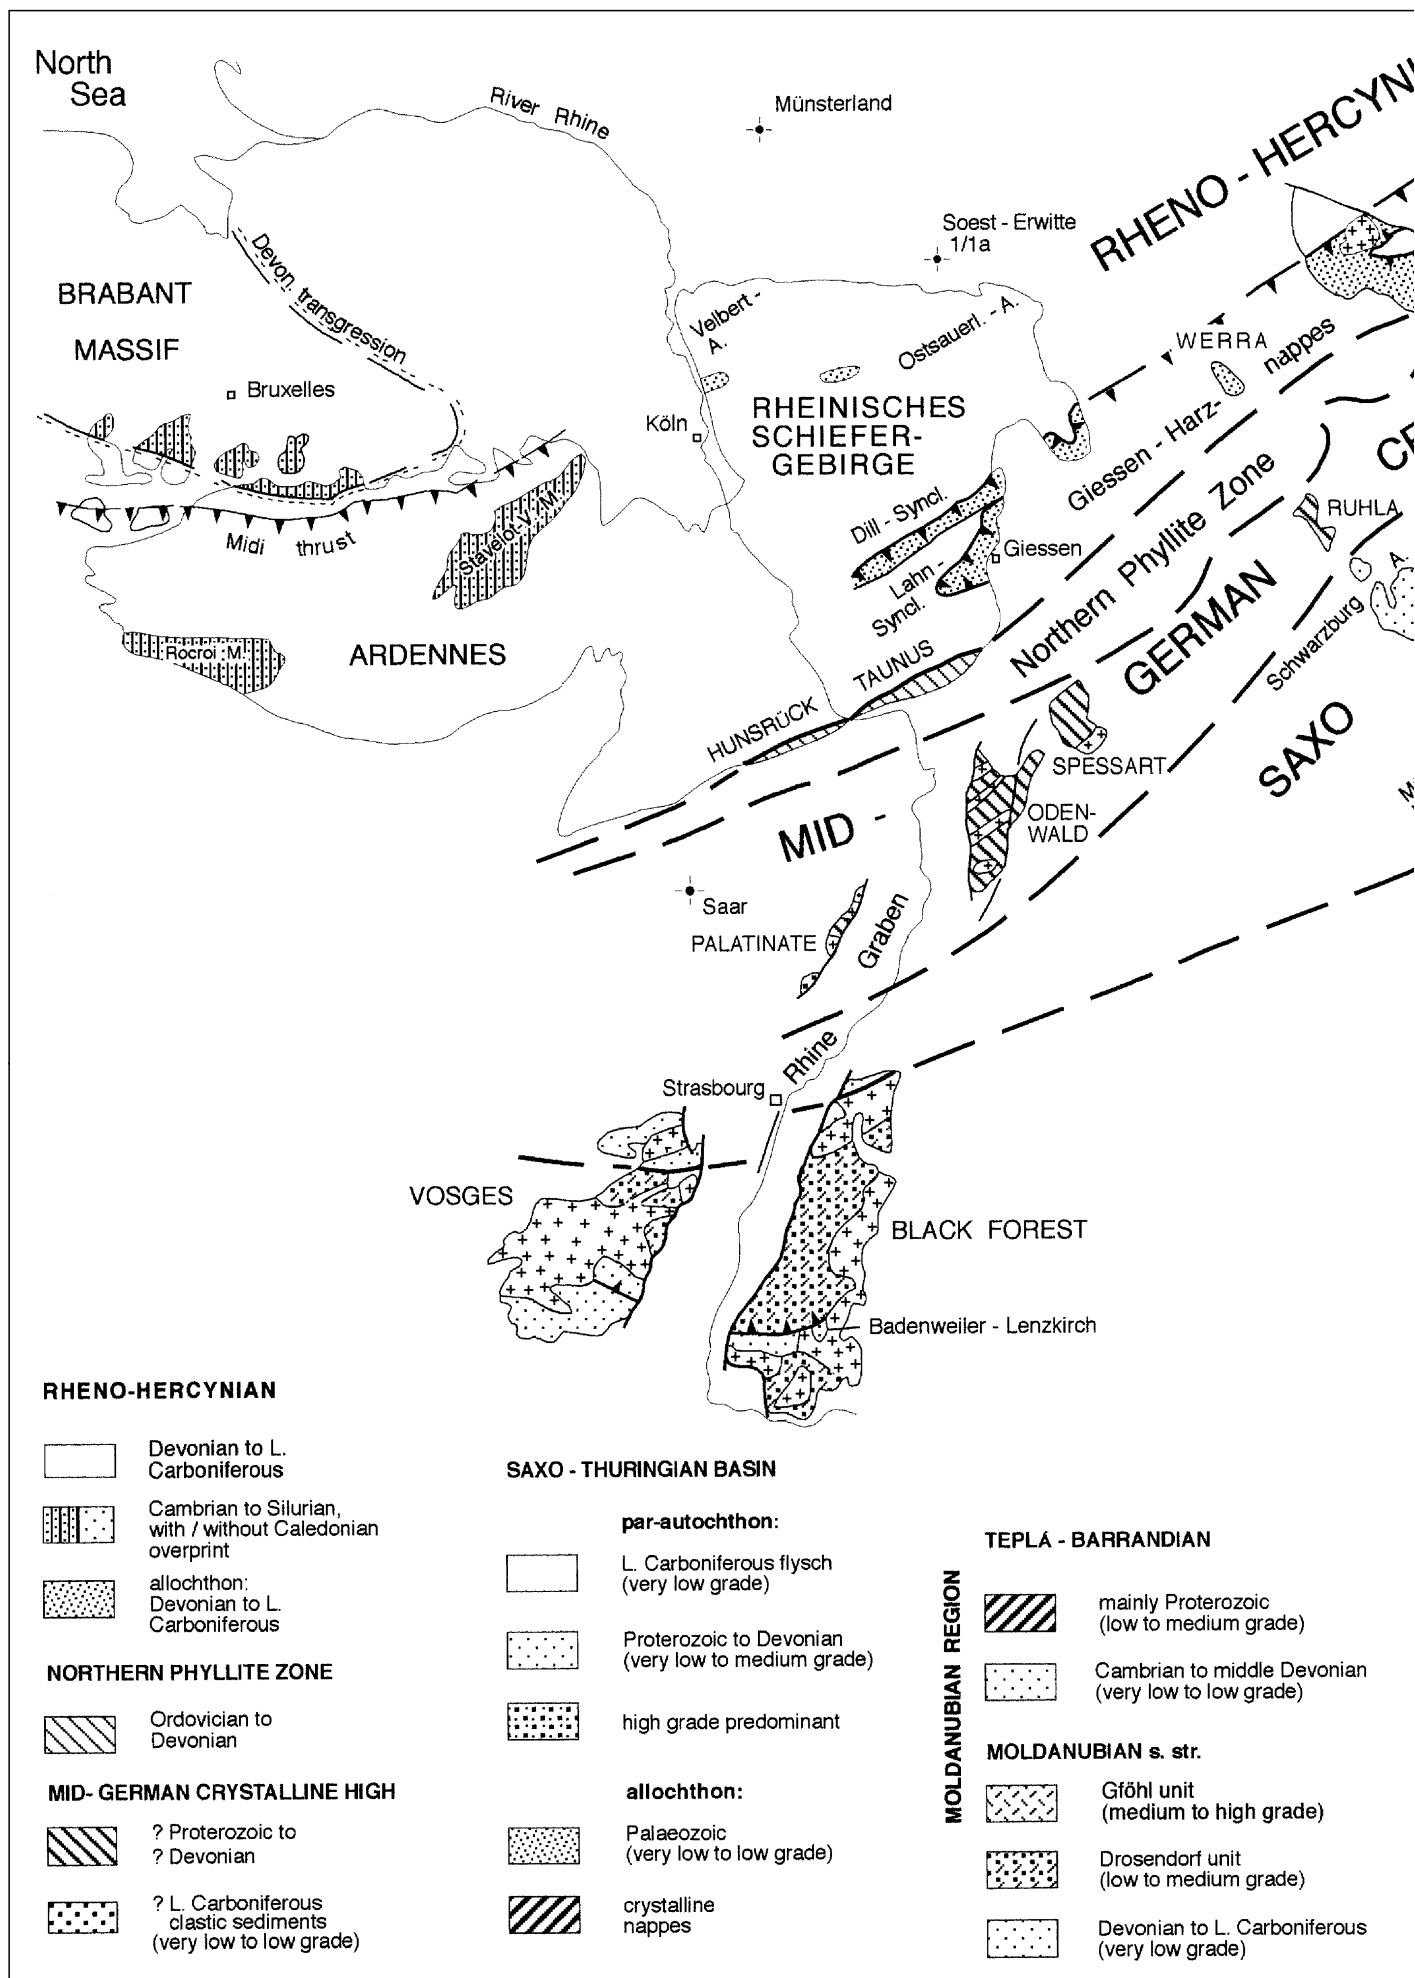 North
Sea
River Rhine
Münsterland
RHENO - HERCYNI
Soest - Erwitte
1/1a
Devon transgression
BRABANT
MASSIF
Velbert -
A.
Ostsauerl. - A.
WERRA
nappes
Bruxelles
Köln
RHEINISCHES
SCHIEFER-
GEBIRGE
Giessen - Harz-
CR
Dill - Syncl.
Northern Phyllite Zone
RUHLA
Midi thrust
Stavelot-V. M.
Giessen
Lahn -
Syncl.
A.
Schwarzburg
GERMAN
Rocroi M.
ARDENNES
TAUNUS
HUNSRÜCK
SAXO
SPESSART
ODEN-
WALD
MID -
Saar
PALATINATE
Graben
Rhine
Strasbourg
VOSGES
BLACK FOREST
Badenweiler - Lenzkirch
RHENO-HERCYNIAN
Devonian to L.
Carboniferous
Cambrian to Silurian,
with / without Caledonian
overprint
allochthon:
Devonian to L.
Carboniferous
NORTHERN PHYLLITE ZONE
Ordovician to
Devonian
MID- GERMAN CRYSTALLINE HIGH
? Proterozoic to
? Devonian
? L. Carboniferous
clastic sediments
(very low to low grade)
SAXO - THURINGIAN BASIN
par-autochthon:
L. Carboniferous flysch
(very low grade)
Proterozoic to Devonian
(very low to medium grade)
high grade predominant
allochthon:
Palaeozoic
(very low to low grade)
crystalline
nappes
MOLDANUBIAN REGION
TEPLÁ - BARRANDIAN
mainly Proterozoic
(low to medium grade)
Cambrian to middle Devonian
(very low to low grade)
MOLDANUBIAN s. str.
Gföhl unit
(medium to high grade)
Drosendorf unit
(low to medium grade)
Devonian to L. Carboniferous
(very low grade)